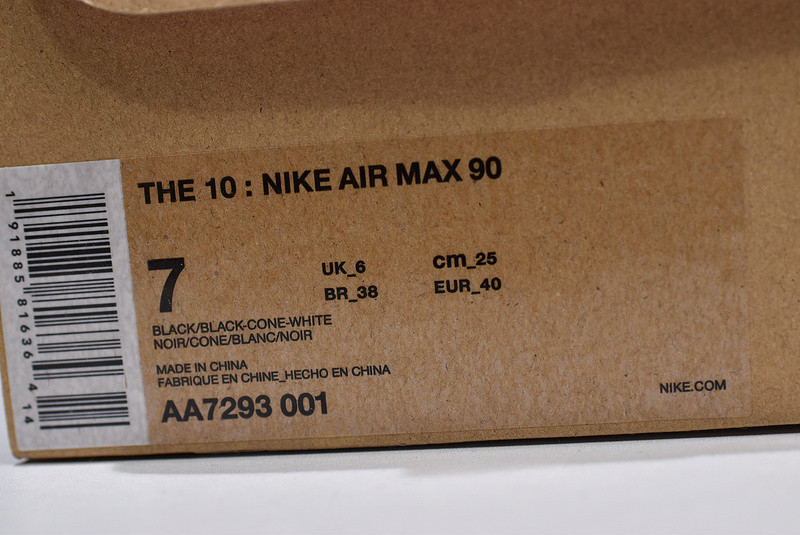 THE 10 : NIKE AIR MAX 90
7
UK_6 cm_25
BR_38 EUR_40
BLACK/BLACK-CONE-WHITE
NOIR/CONE/BLANC/NOIR
MADE IN CHINA
FABRIQUE EN CHINE_HECHO EN CHINA
AA7293 001
NIKE.COM
1 91885 81636 4 14